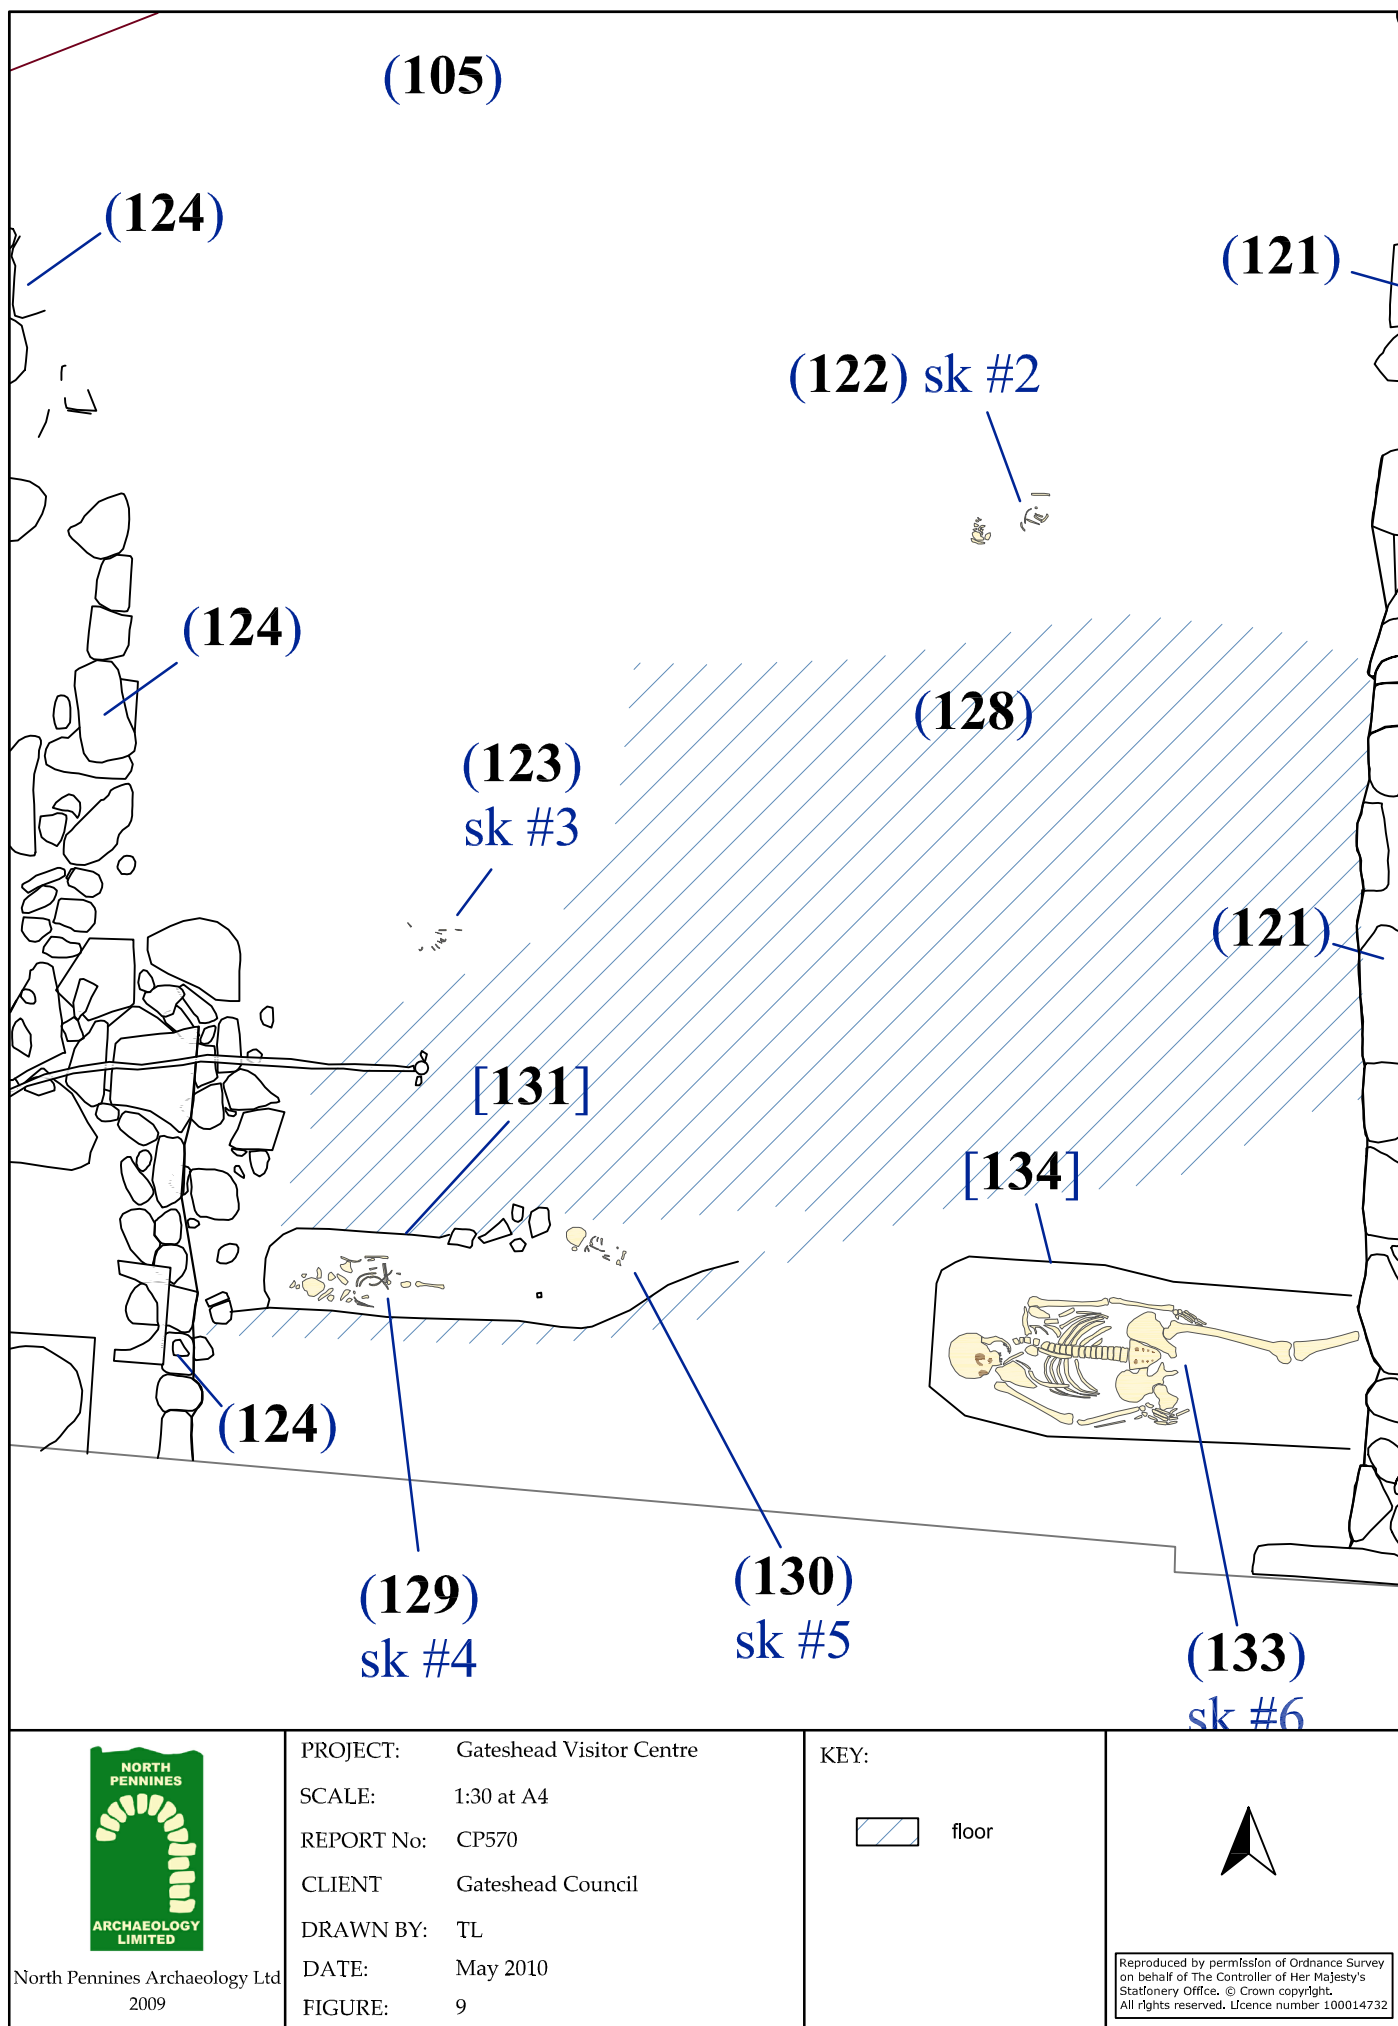 (105)
(124)
(121)
(122) sk #2
(124)
(128)
(123)
sk #3
(121)
[131]
[134]
(124)
(129)
sk #4
(130)
sk #5
(133)
sk #6
NORTH
PENNINES
ARCHAEOLOGY
LIMITED
North Pennines Archaeology Ltd
2009
PROJECT: Gateshead Visitor Centre
SCALE: 1:30 at A4
REPORT No: CP570
CLIENT Gateshead Council
DRAWN BY: TL
DATE: May 2010
FIGURE: 9
KEY:
floor
Reproduced by permission of Ordnance Survey
on behalf of The Controller of Her Majesty's
Stationery Office. © Crown copyright.
All rights reserved. Licence number 100014732